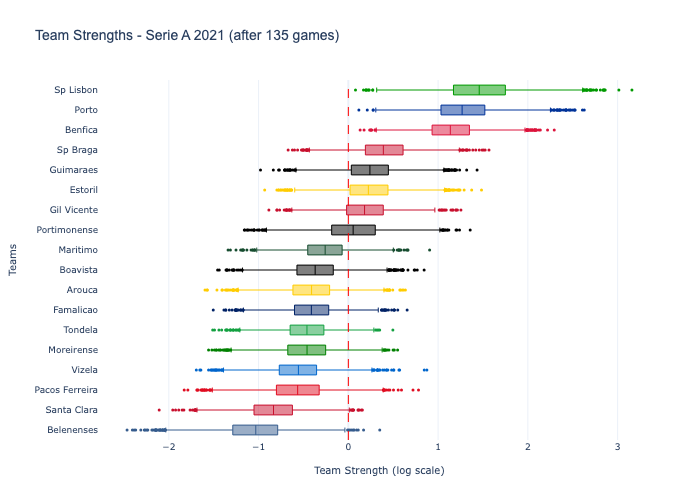 Team Strengths - Serie A 2021 (after 135 games)
Sp Lisbon
Porto
Benfica
Sp Braga
Guimaraes
Estoril
Gil Vicente
Portimonense
Maritimo
Boavista
Arouca
Famalicao
Tondela
Moreirense
Vizela
Pacos Ferreira
Santa Clara
Belenenses
Teams
−2 −1 0 1 2 3
Team Strength (log scale)